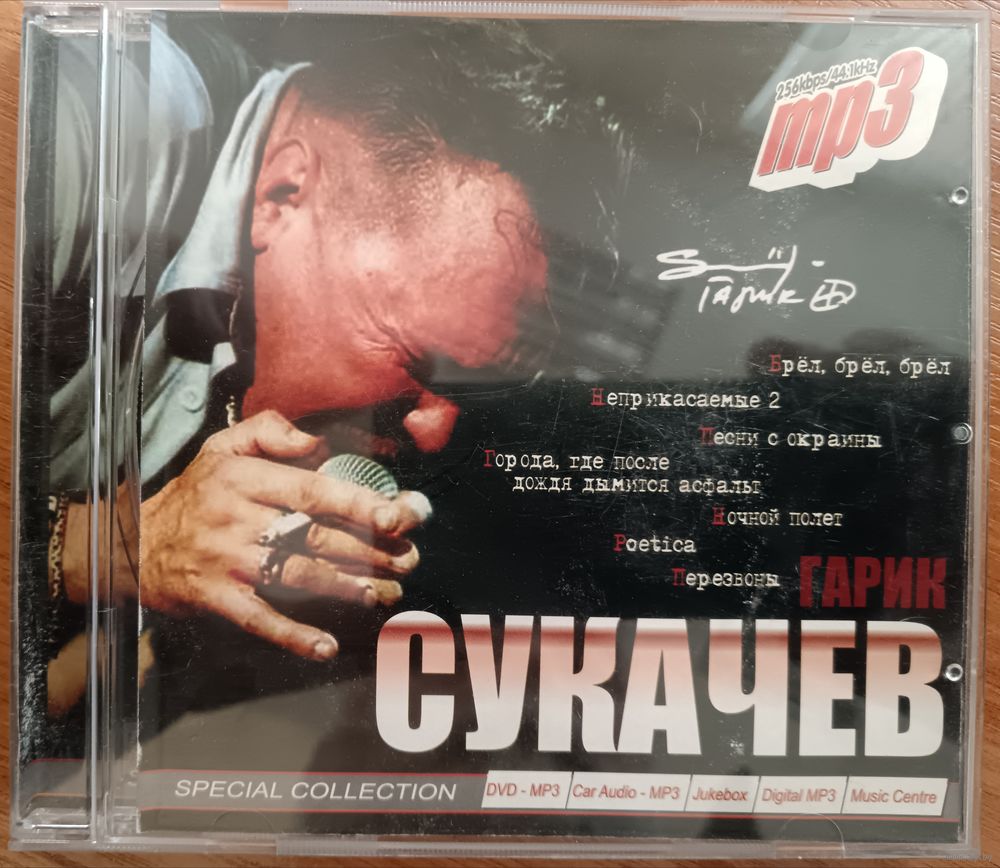 256kbps/44.1kHz
mp3
Гарик
Брёл, брёл, брёл
Неприкасаемые 2
Песни с окраины
Города, где после
дождя дымится асфальт
Ночной полет
Poetica
Перезвоны
ГАРИК
СУКАЧЕВ
SPECIAL COLLECTION
DVD - MP3
Car Audio - MP3
Jukebox
Digital MP3
Music Centre